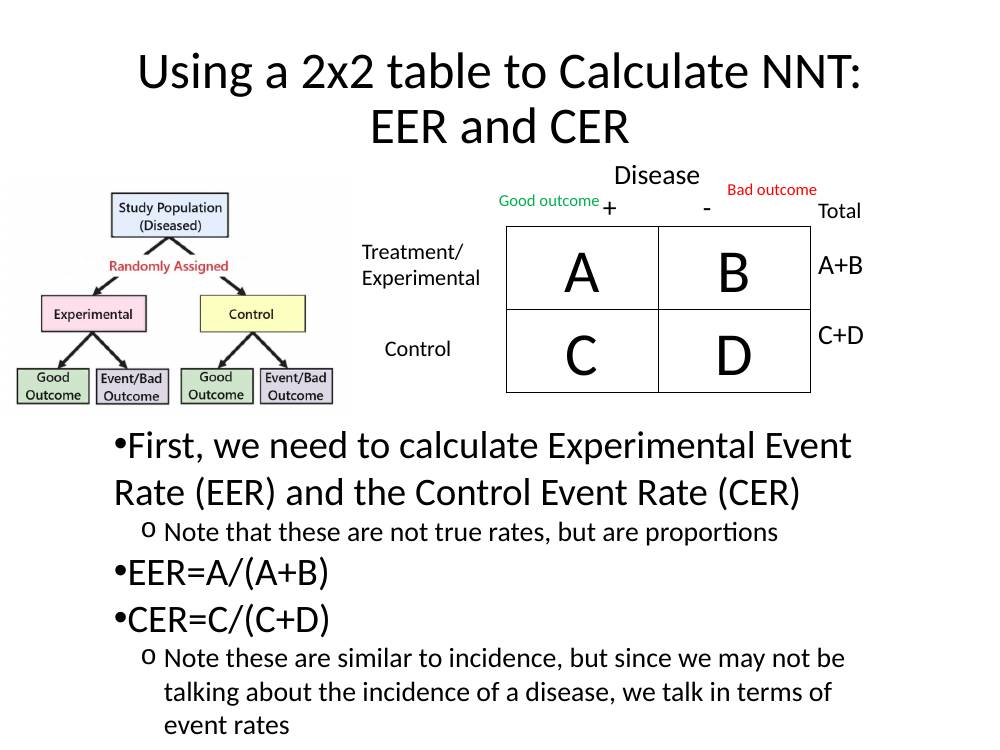 Using a 2x2 table to Calculate NNT:
EER and CER
Study Population
(Diseased)
Randomly Assigned
Experimental
Control
Good
Outcome
Event/Bad
Outcome
Good
Outcome
Event/Bad
Outcome
Disease
Good outcome
+
-
Bad outcome
Total
Treatment/
Experimental
A
B
A+B
Control
C
D
C+D
•First, we need to calculate Experimental Event
Rate (EER) and the Control Event Rate (CER)
o Note that these are not true rates, but are proportions
•EER=A/(A+B)
•CER=C/(C+D)
o Note these are similar to incidence, but since we may not be
talking about the incidence of a disease, we talk in terms of
event rates